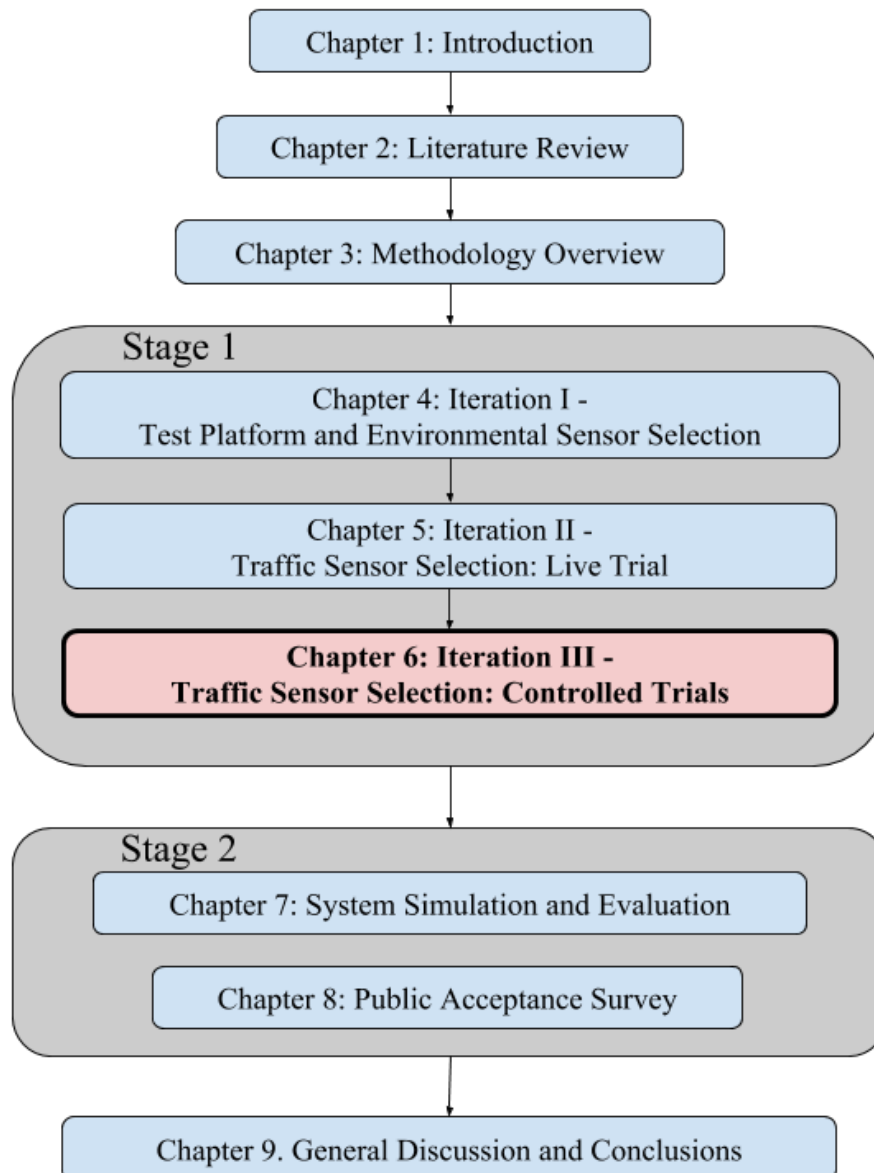 Chapter 1: Introduction
Chapter 2: Literature Review
Chapter 3: Methodology Overview
Stage 1
Chapter 4: Iteration I -
Test Platform and Environmental Sensor Selection
Chapter 5: Iteration II -
Traffic Sensor Selection: Live Trial
Chapter 6: Iteration III -
Traffic Sensor Selection: Controlled Trials
Stage 2
Chapter 7: System Simulation and Evaluation
Chapter 8: Public Acceptance Survey
Chapter 9. General Discussion and Conclusions